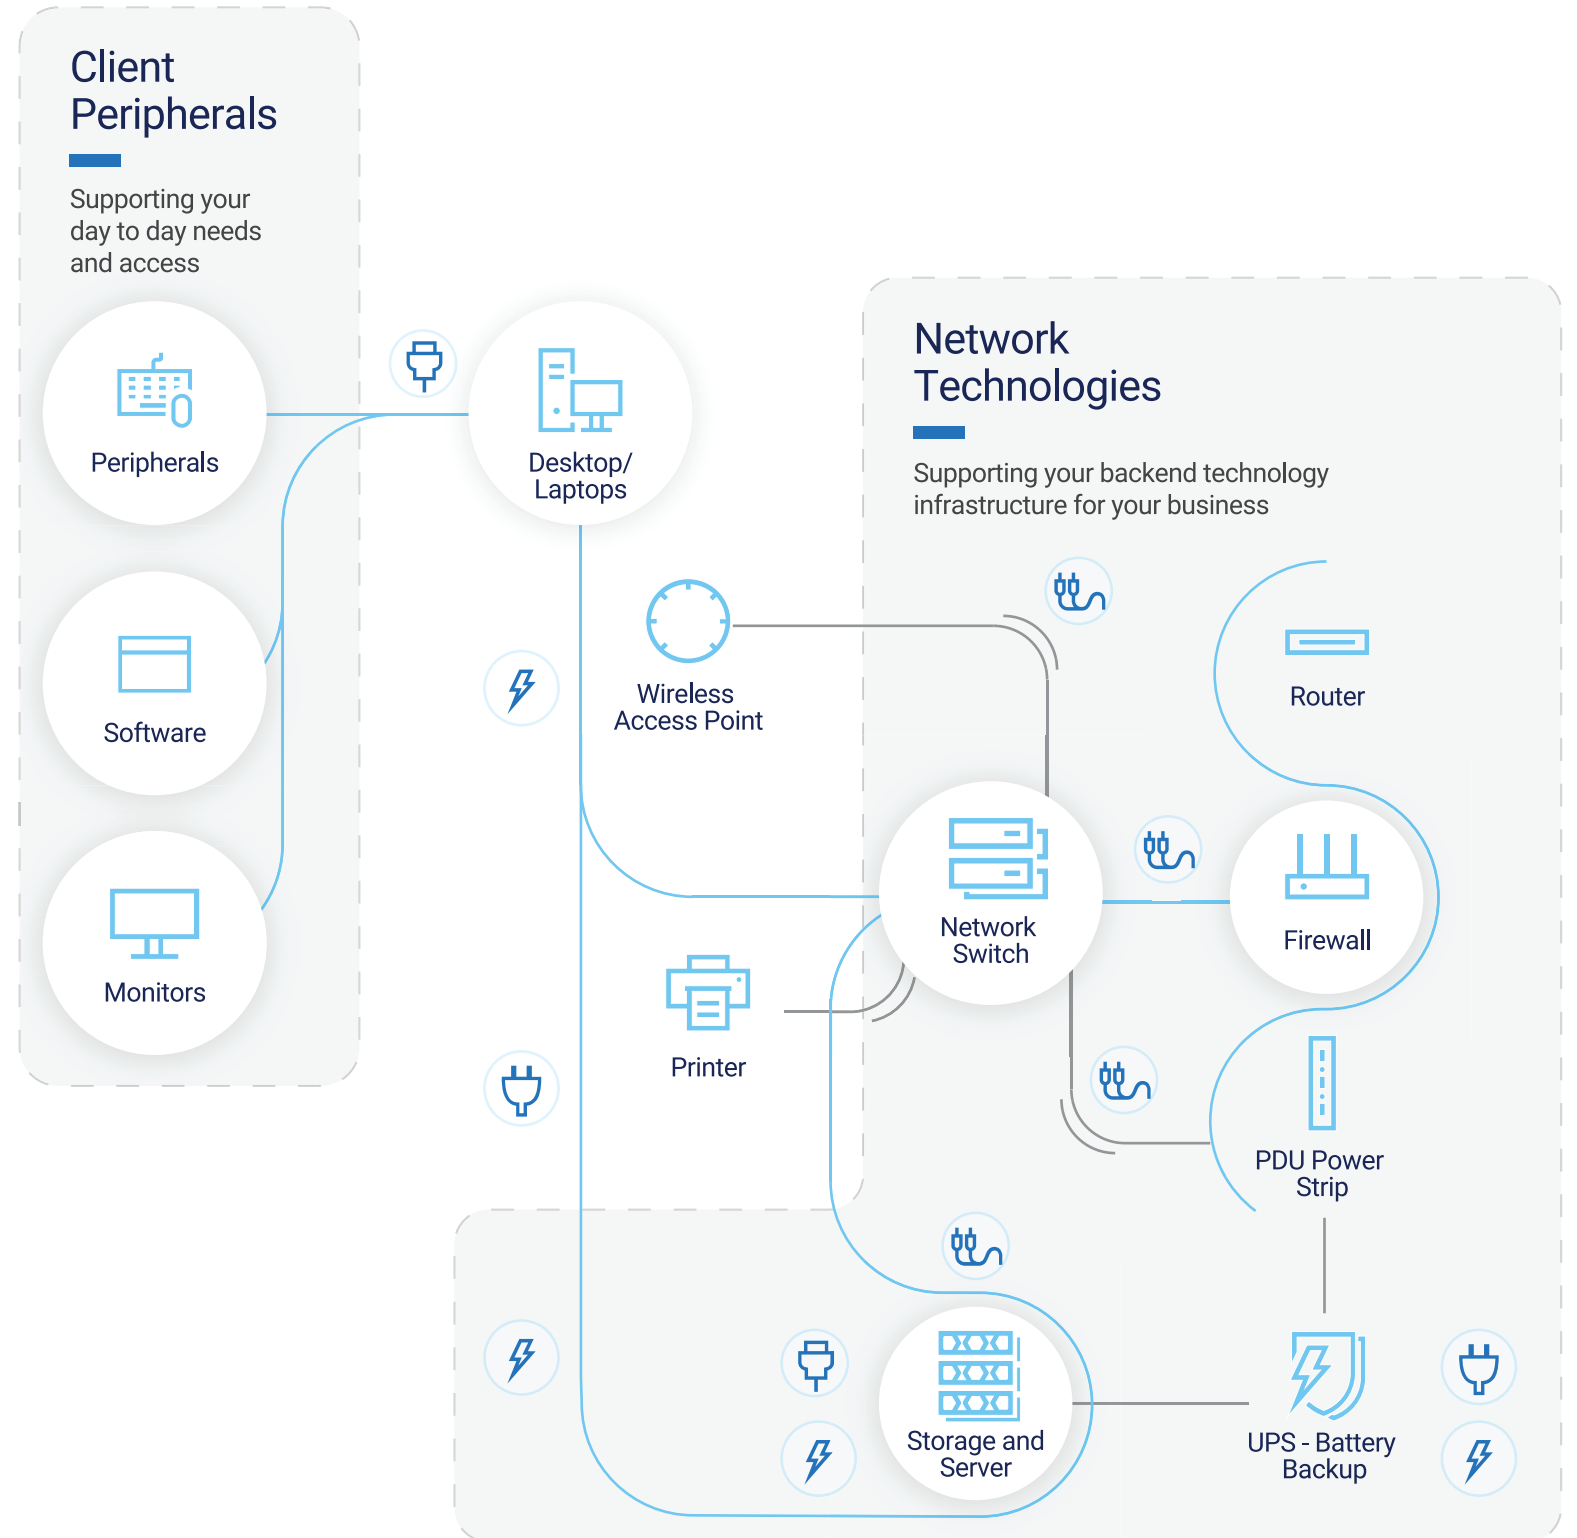 Client
Peripherals
Supporting your
day to day needs
and access
Peripherals
Software
Monitors
Desktop/
Laptops
Wireless
Access Point
Printer
Network
Technologies
Supporting your backend technology
infrastructure for your business
Router
Network
Switch
Firewall
PDU Power
Strip
Storage and
Server
UPS - Battery
Backup